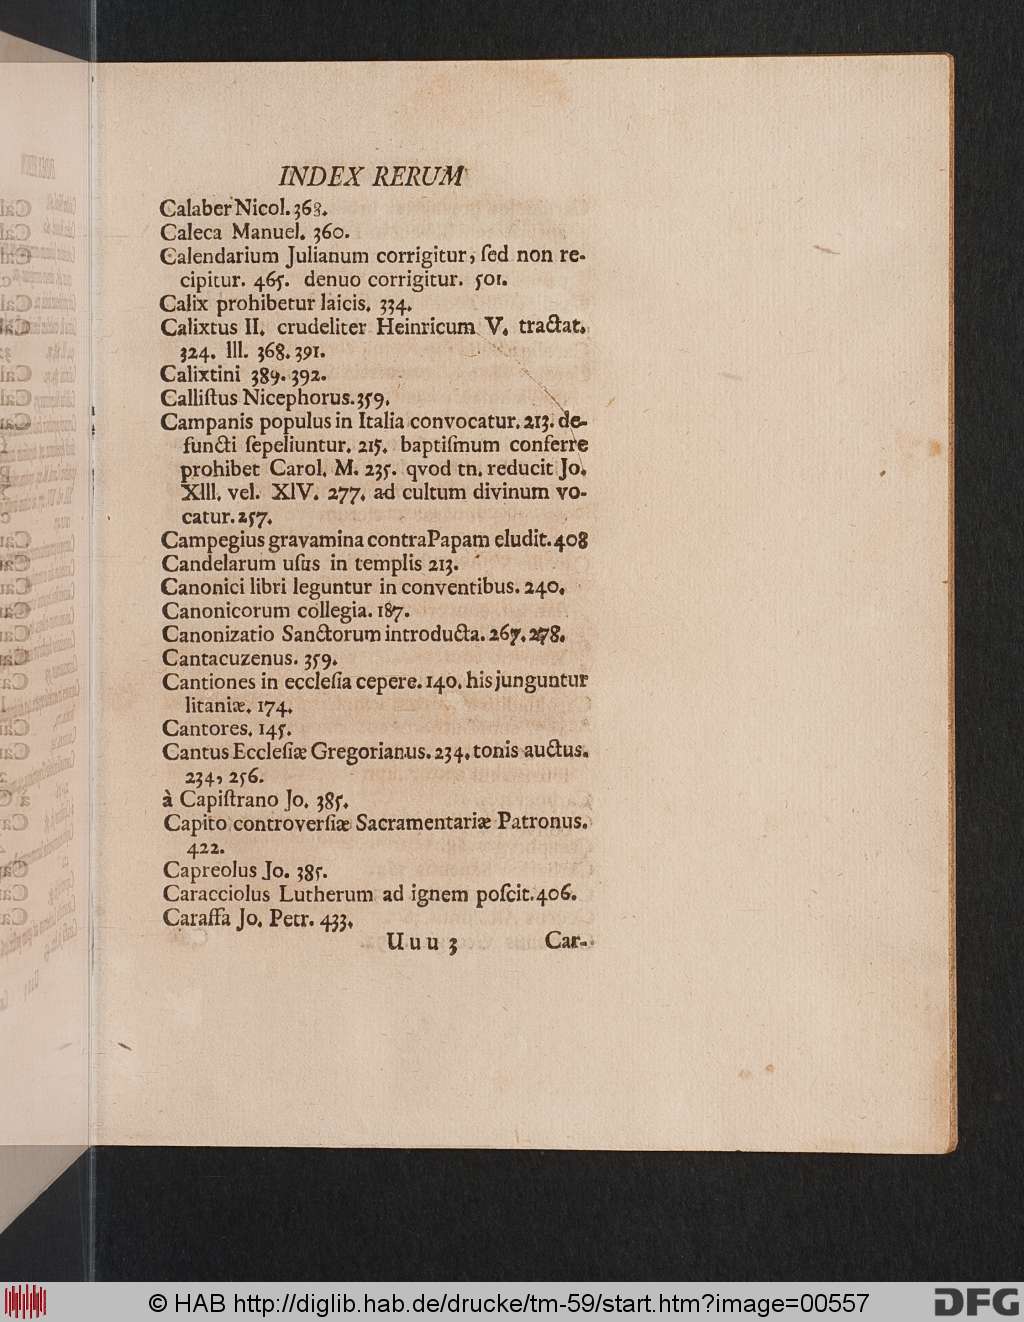 INDEX RERUM
Calaber Nicol. 368.
Caleca Manuel. 360.
Calendarium Julianum corrigitur, ſed non re-
cipitur. 465. denuo corrigitur. 501.
Calix prohibetur laicis. 334.
Calixtus II. crudeliter Heinricum V. tractat.
324. lll. 368. 391.
Calixtini 389. 392.
Calliſtus Nicephorus. 359.
Campanis populus in Italia convocatur. 213. de-
functi ſepeliuntur. 215. baptiſmum conferre
prohibet Carol. M. 235. qvod tn. reducit Jo.
Xlll. vel. XlV. 277. ad cultum divinum vo-
catur. 257.
Campegius gravamina contra Papam eludit. 408
Candelarum uſus in templis 213.
Canonici libri leguntur in conventibus. 240.
Canonicorum collegia. 187.
Canonizatio Sanctorum introducta. 267. 278.
Cantacuzenus. 359.
Cantiones in eccleſia cepere. 140. his junguntur
litaniæ. 174.
Cantores. 145.
Cantus Eccleſiæ Gregorianus. 234. tonis auctus.
234, 256.
à Capiſtrano Jo. 385.
Capito controverſiæ Sacramentariæ Patronus.
422.
Capreolus Jo. 385.
Caracciolus Lutherum ad ignem poſcit. 406.
Caraffa Jo. Petr. 433.
Uuu 3 Car-
© HAB http://diglib.hab.de/drucke/tm-59/start.htm?image=00557
DFG